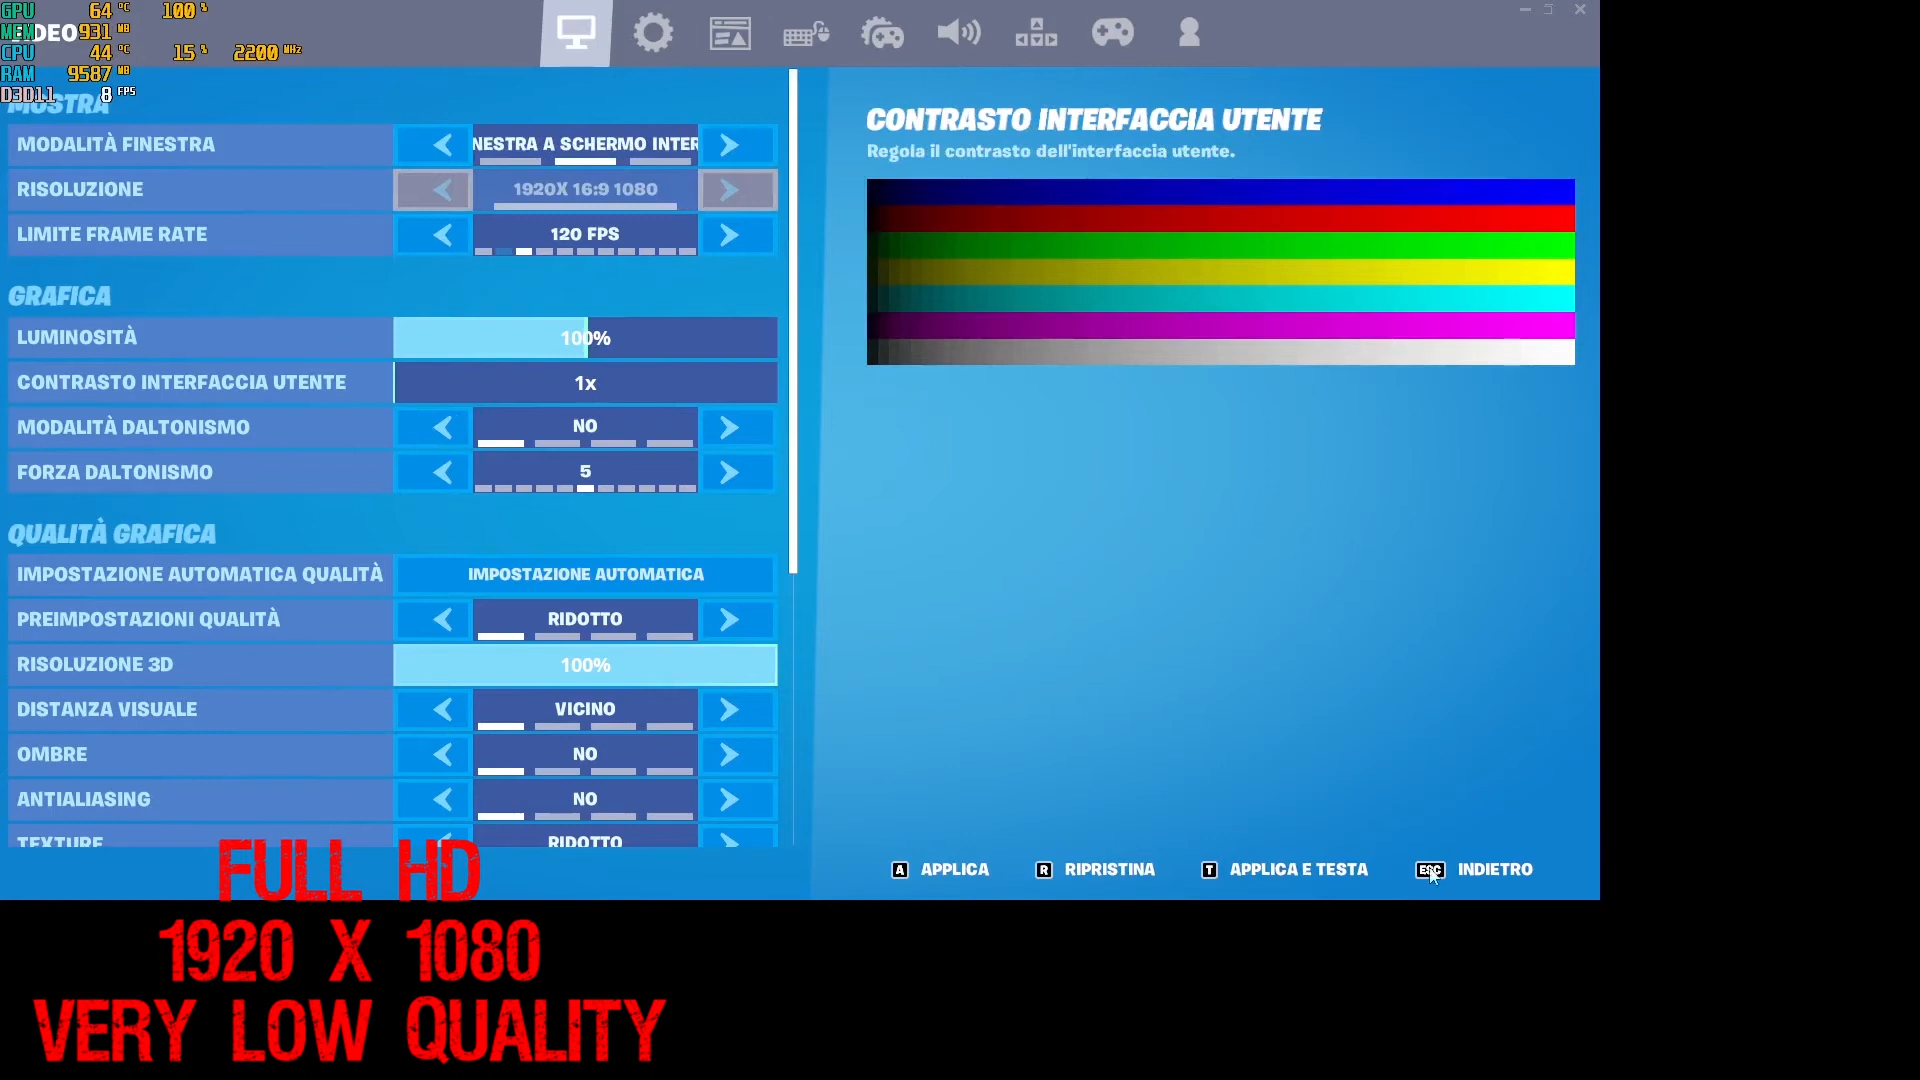 GPU 64 °C 100 %
MEM 931 MB
VIDEO
CPU 44 °C 15 % 2200 MHz
RAM 9587 MB
D3D11 8 FPS
MOSTRA
MODALITÀ FINESTRA NESTRA A SCHERMO INTER
RISOLUZIONE 1920X 16:9 1080
LIMITE FRAME RATE 120 FPS
GRAFICA
LUMINOSITÀ 100%
CONTRASTO INTERFACCIA UTENTE 1x
MODALITÀ DALTONISMO NO
FORZA DALTONISMO 5
QUALITÀ GRAFICA
IMPOSTAZIONE AUTOMATICA QUALITÀ IMPOSTAZIONE AUTOMATICA
PREIMPOSTAZIONI QUALITÀ RIDOTTO
RISOLUZIONE 3D 100%
DISTANZA VISUALE VICINO
OMBRE NO
ANTIALIASING NO
TEXTURE RIDOTTO
CONTRASTO INTERFACCIA UTENTE
Regola il contrasto dell'interfaccia utente.
A APPLICA R RIPRISTINA T APPLICA E TESTA ESC INDIETRO
FULL HD
1920 X 1080
VERY LOW QUALITY